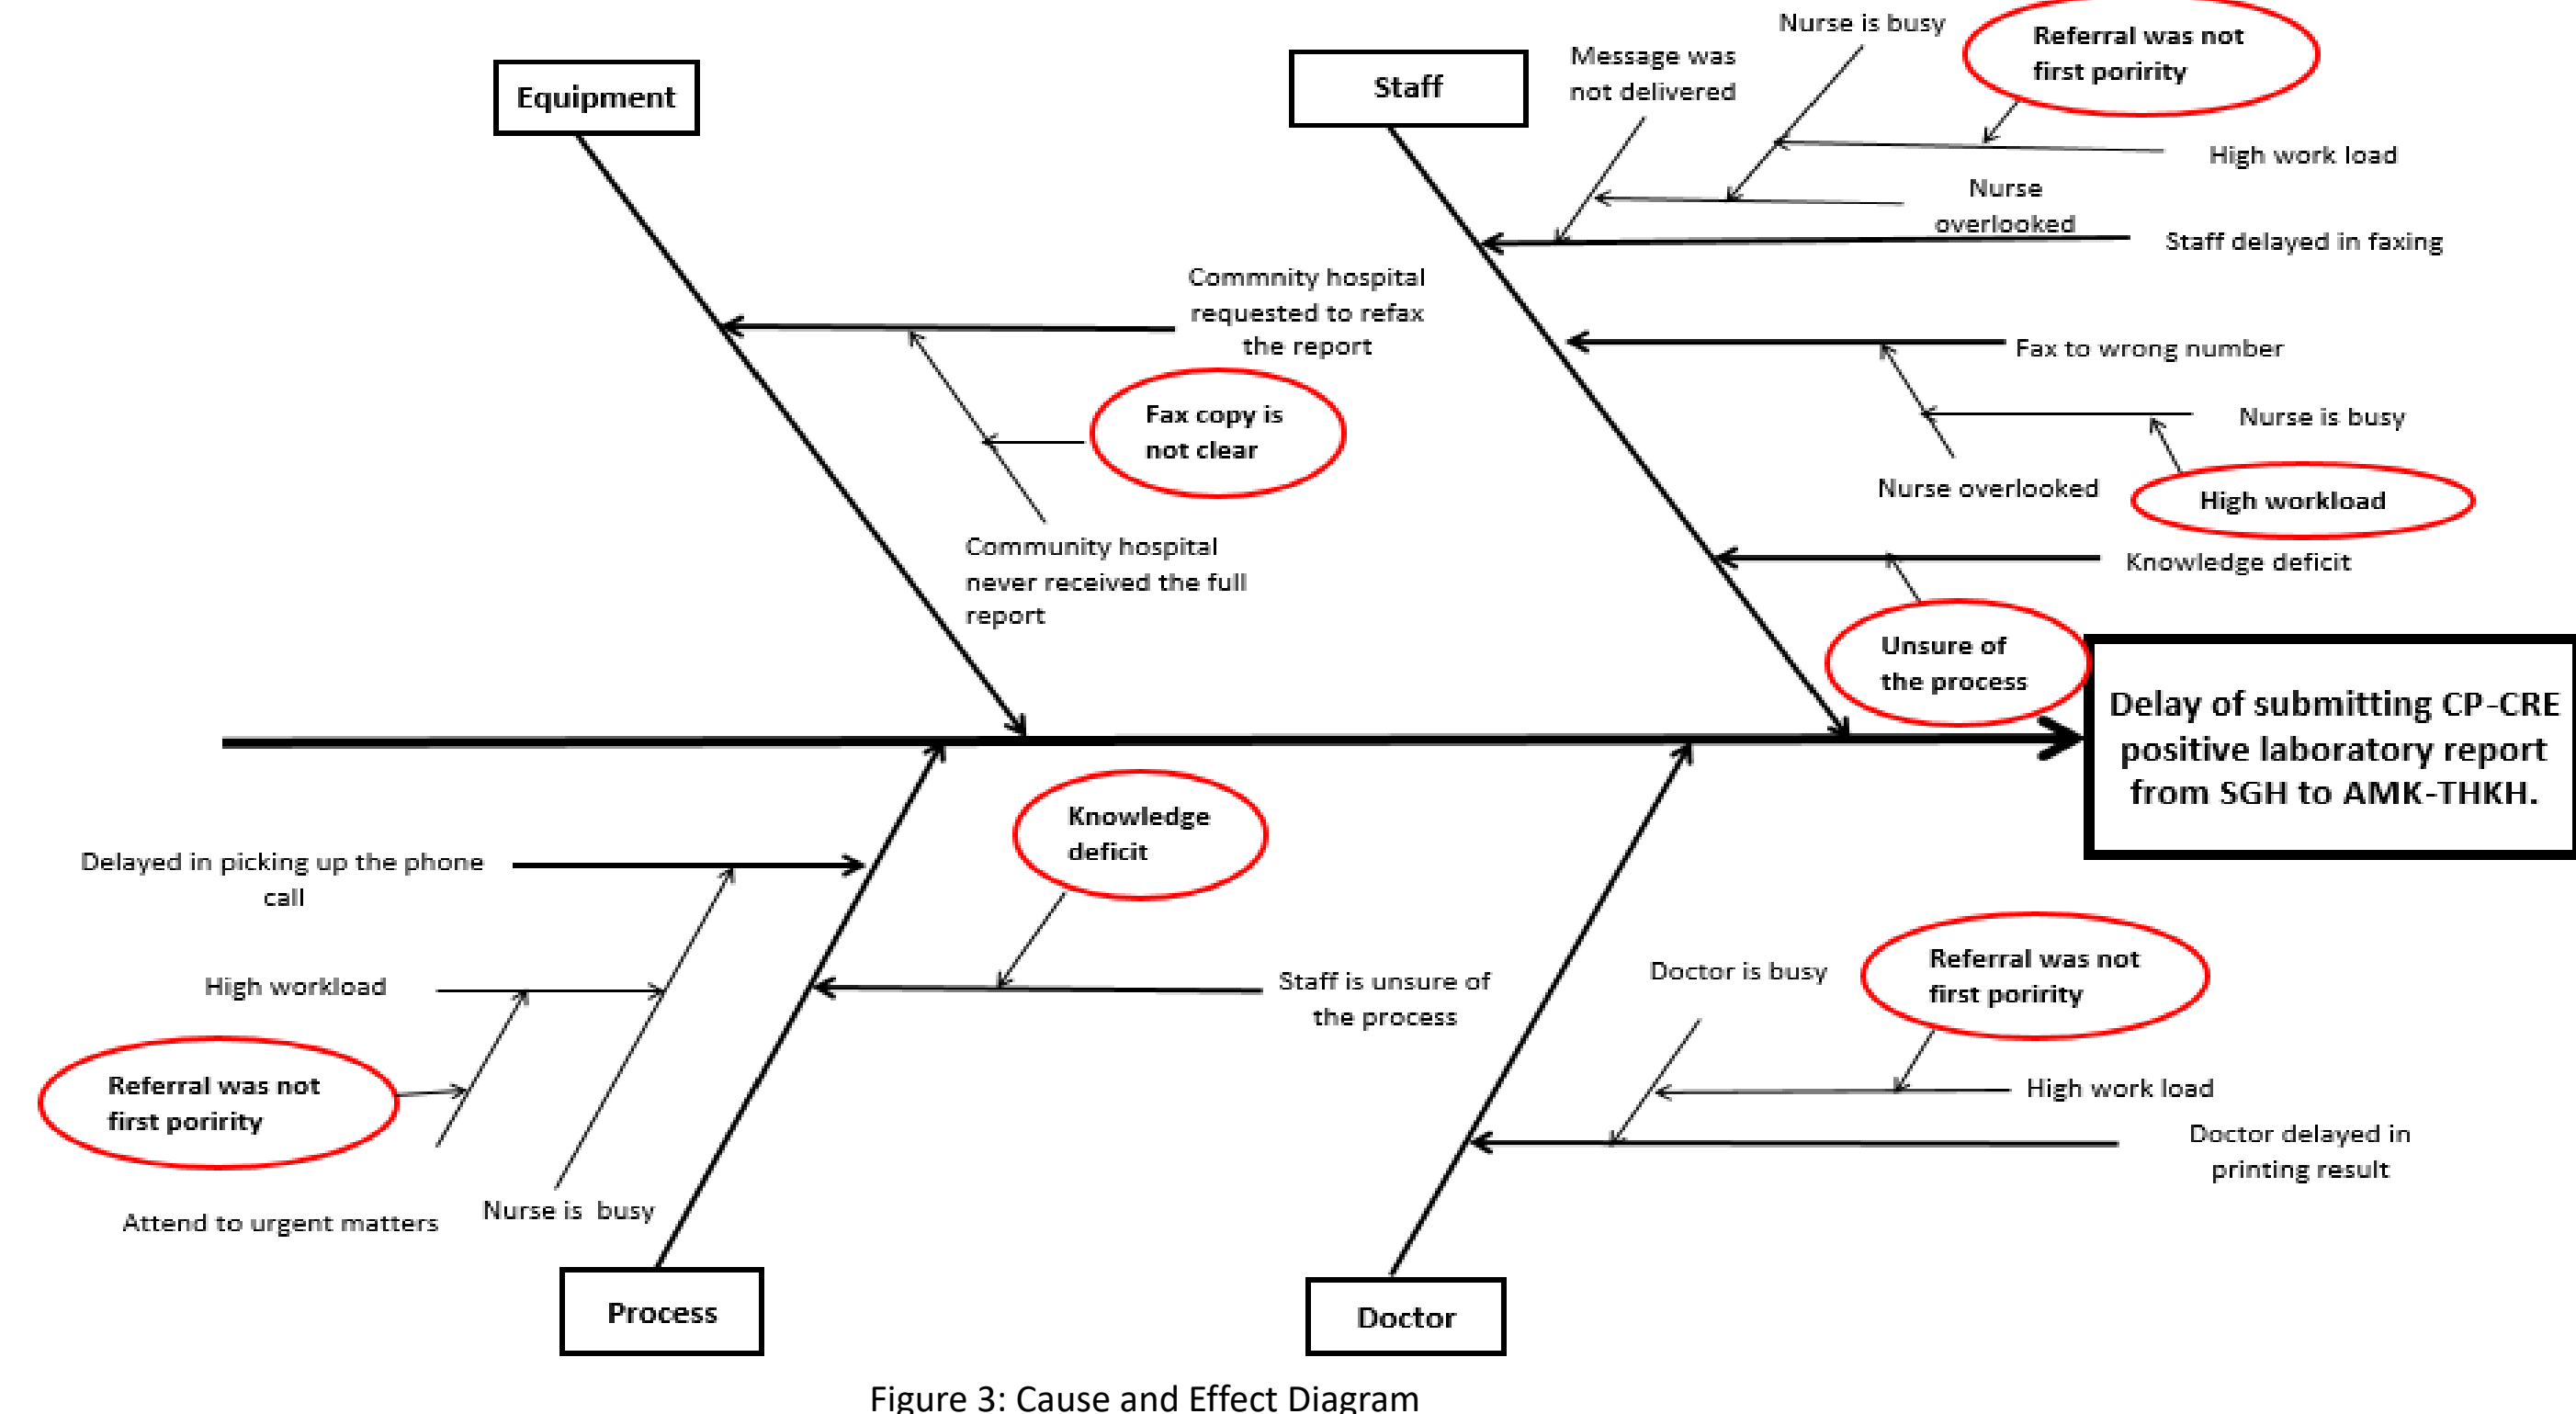 Equipment
Commnity hospital
requested to refax
the report
Fax copy is
not clear
Community hospital
never received the full
report
Staff
Message was
not delivered
Nurse is busy
Referral was not
first poririty
High work load
Nurse
overlooked
Staff delayed in faxing
Fax to wrong number
Nurse is busy
Nurse overlooked
High workload
Knowledge deficit
Unsure of
the process
Delay of submitting CP-CRE
positive laboratory report
from SGH to AMK-THKH.
Delayed in picking up the phone
call
High workload
Referral was not
first poririty
Attend to urgent matters
Nurse is  busy
Knowledge
deficit
Staff is unsure of
the process
Process
Doctor is busy
Referral was not
first poririty
High work load
Doctor delayed in
printing result
Doctor
Figure 3: Cause and Effect Diagram